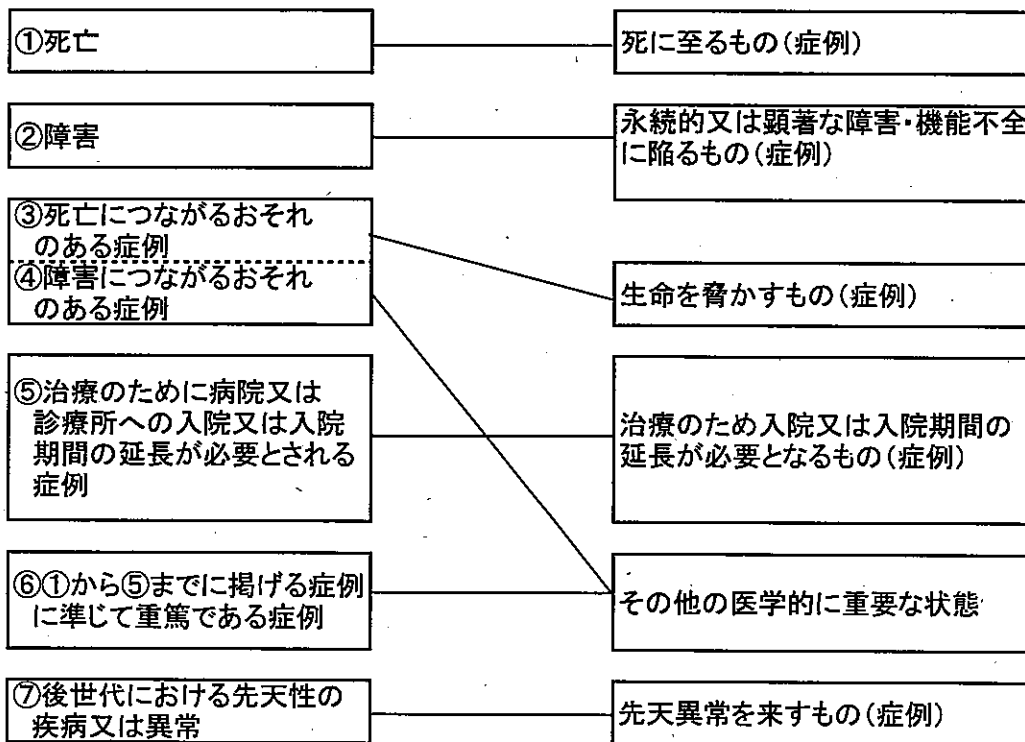 ①死亡
死に至るもの(症例)
②障害
永続的又は顕著な障害・機能不全
に陥るもの(症例)
③死亡につながるおそれ
のある症例
④障害につながるおそれ
のある症例
生命を脅かすもの(症例)
⑤治療のために病院又は
診療所への入院又は入院
期間の延長が必要とされる
症例
治療のため入院又は入院期間の
延長が必要となるもの(症例)
⑥①から⑤までに掲げる症例
に準じて重篤である症例
その他の医学的に重要な状態
⑦後世代における先天性の
疾病又は異常
先天異常を来すもの(症例)